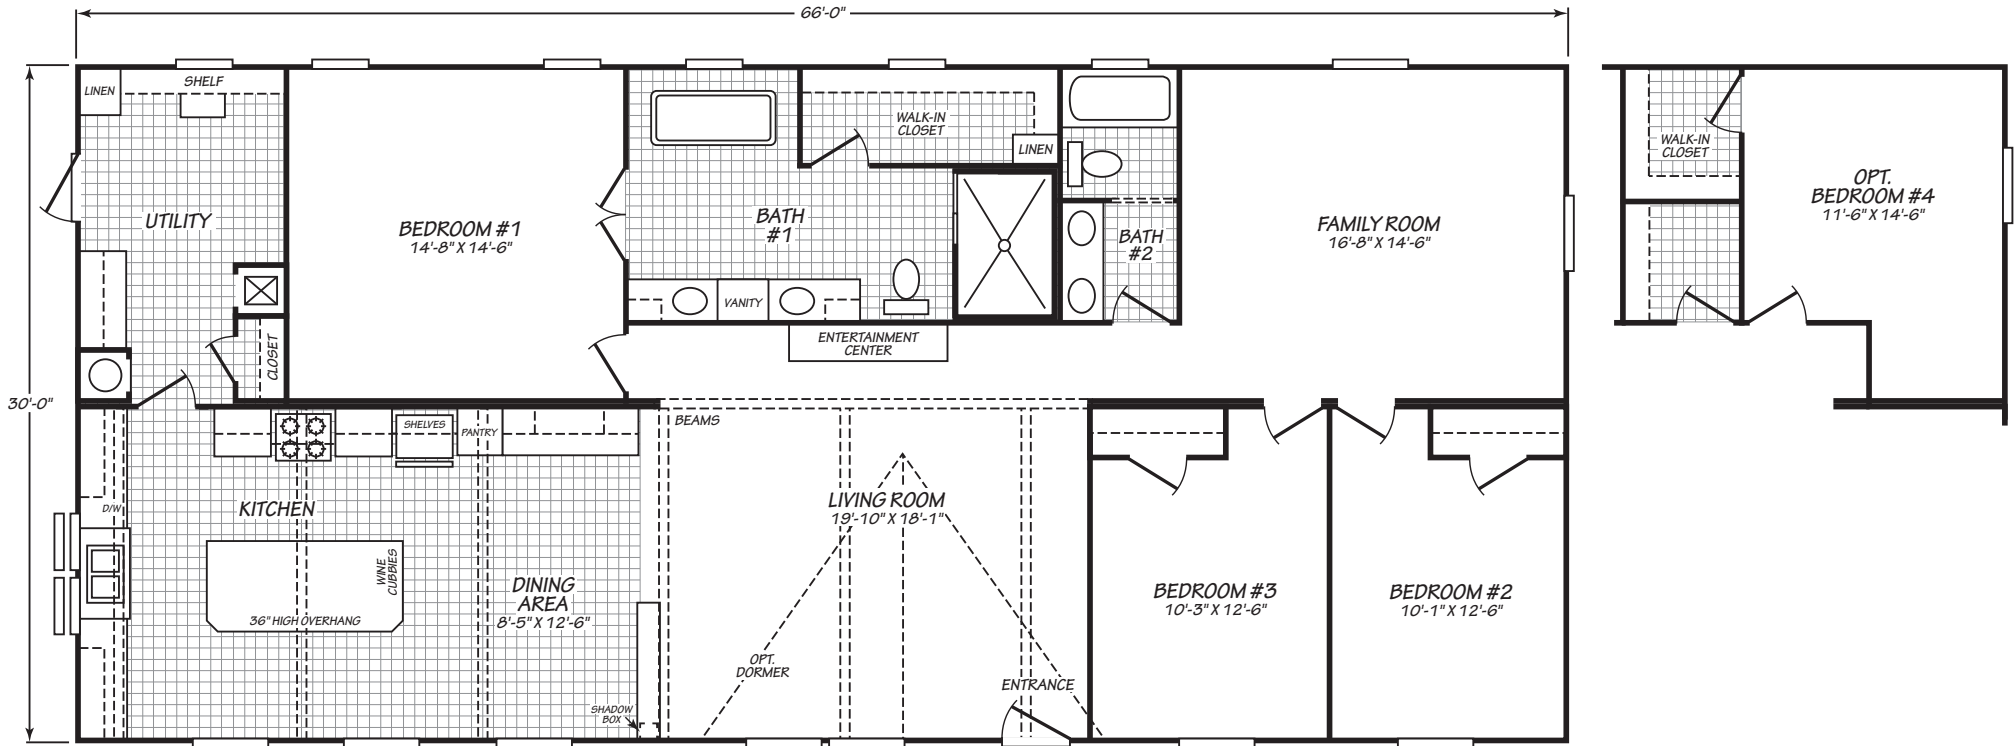 66'-0"
30'-0"
LINEN
SHELF
UTILITY
CLOSET
BEDROOM #1
14'-8" X 14'-6"
BATH
#1
VANITY
WALK-IN
CLOSET
LINEN
BATH
#2
ENTERTAINMENT
CENTER
FAMILY ROOM
16'-8" X 14'-6"
WALK-IN
CLOSET
OPT.
BEDROOM #4
11'-6" X 14'-6"
SHELVES
PANTRY
BEAMS
D/W
KITCHEN
WINE
CUBBIES
36" HIGH OVERHANG
DINING
AREA
8'-5" X 12'-6"
SHADOW
BOX
LIVING ROOM
19'-10" X 18'-1"
OPT.
DORMER
ENTRANCE
BEDROOM #3
10'-3" X 12'-6"
BEDROOM #2
10'-1" X 12'-6"